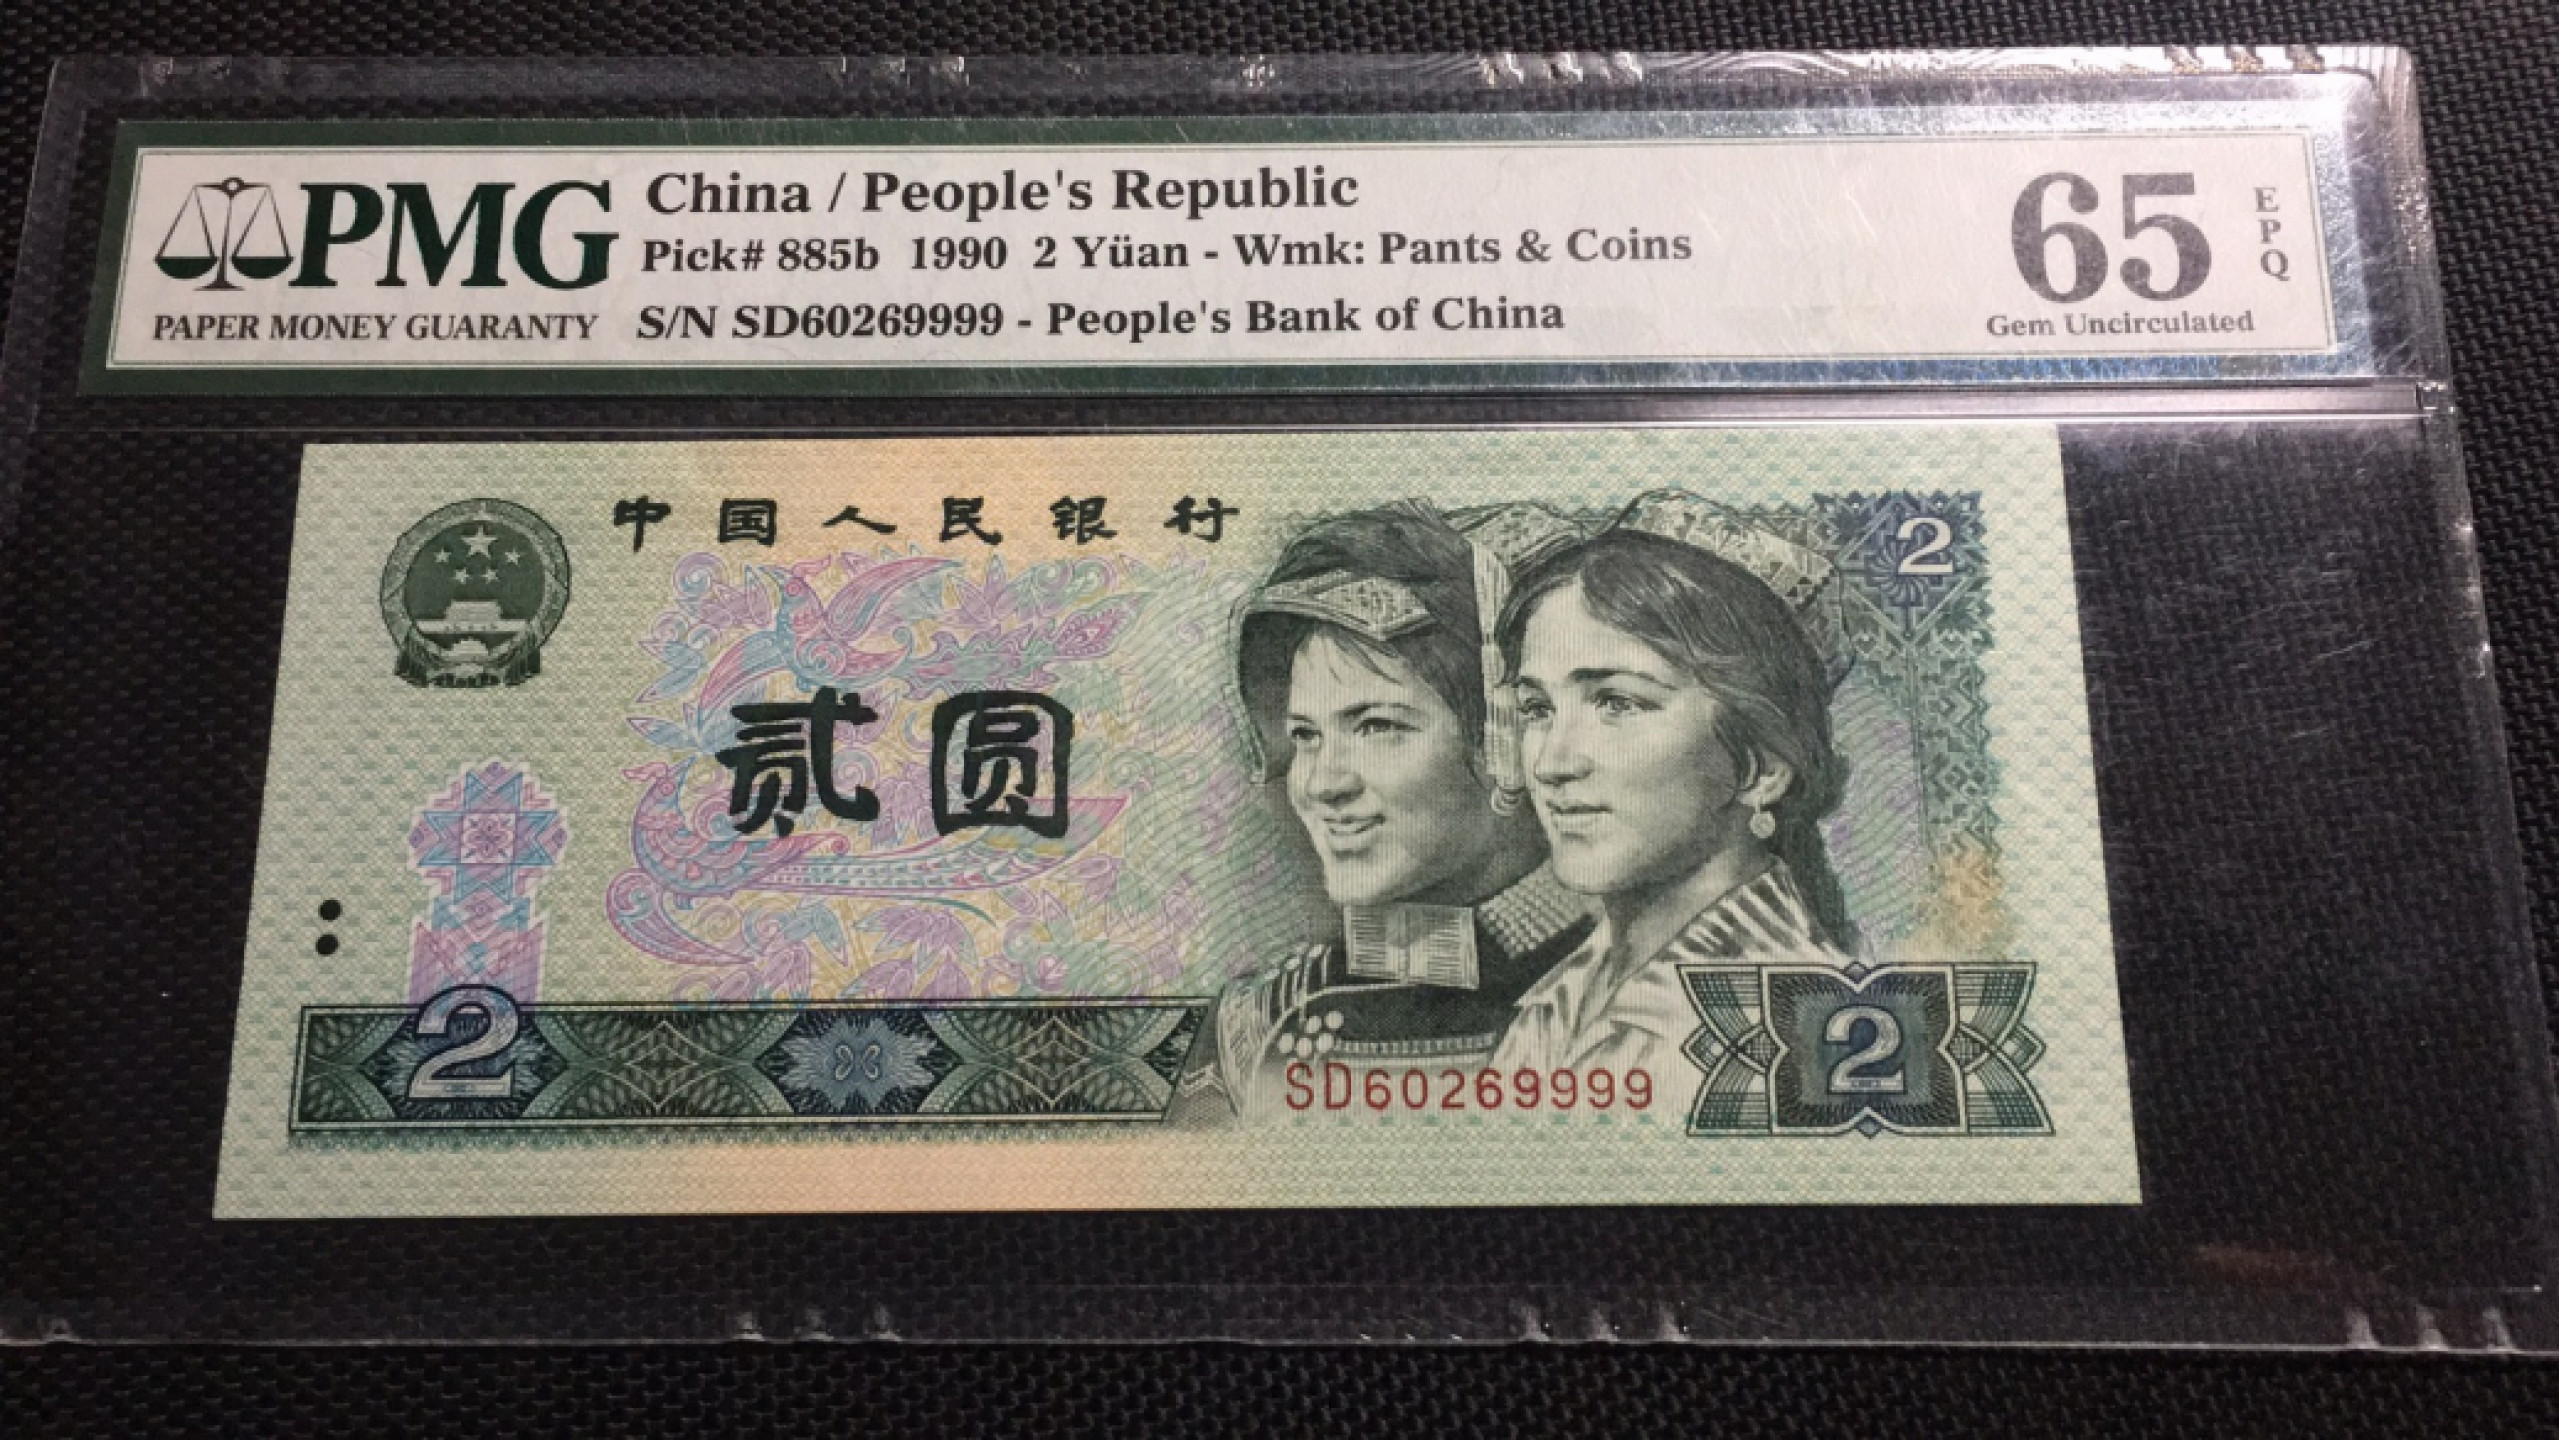 PMG
PAPER MONEY GUARANTY
China / People's Republic
Pick# 885b 1990 2 Yüan - Wmk: Pants & Coins
S/N SD60269999 - People's Bank of China
65
EPQ
Gem Uncirculated
中国人民银行
2
贰圆
2
2
SD60269999